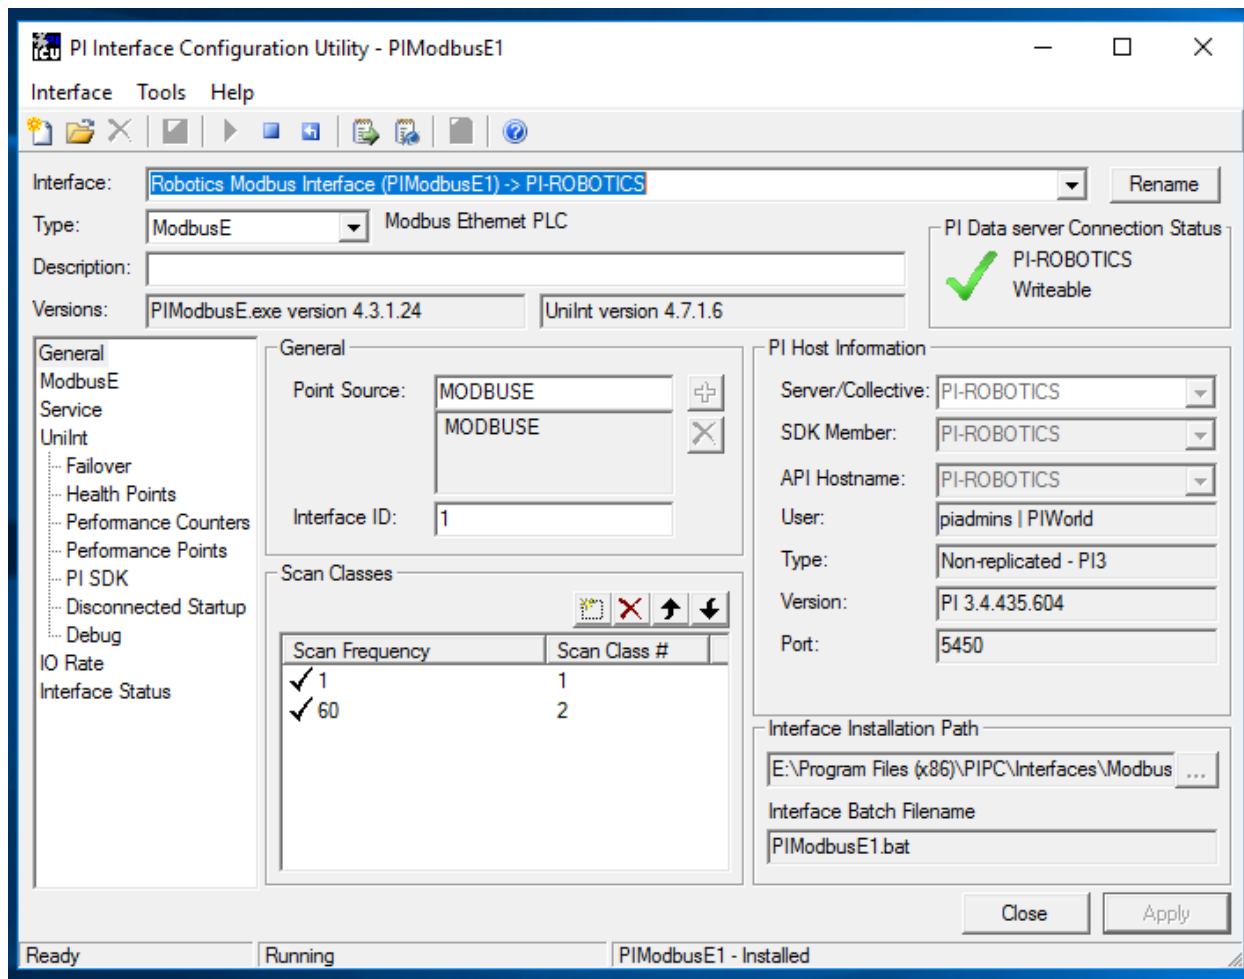 PI Interface Configuration Utility - PIModbusE1
Interface Tools Help
Interface: Robotics Modbus Interface (PIModbusE1) -> PI-ROBOTICS Rename
Type: ModbusE Modbus Ethernet PLC
Description:
Versions: PIModbusE.exe version 4.3.1.24 UniInt version 4.7.1.6
PI Data server Connection Status
PI-ROBOTICS
Writeable
General
ModbusE
Service
UniInt
Failover
Health Points
Performance Counters
Performance Points
PI SDK
Disconnected Startup
Debug
IO Rate
Interface Status
General
Point Source: MODBUSE
MODBUSE
Interface ID: 1
Scan Classes
Scan Frequency Scan Class #
1 1
60 2
PI Host Information
Server/Collective: PI-ROBOTICS
SDK Member: PI-ROBOTICS
API Hostname: PI-ROBOTICS
User: piadmins | PIWorld
Type: Non-replicated - PI3
Version: PI 3.4.435.604
Port: 5450
Interface Installation Path
E:\Program Files (x86)\PIPC\Interfaces\Modbus ...
Interface Batch Filename
PIModbusE1.bat
Close Apply
Ready Running PIModbusE1 - Installed